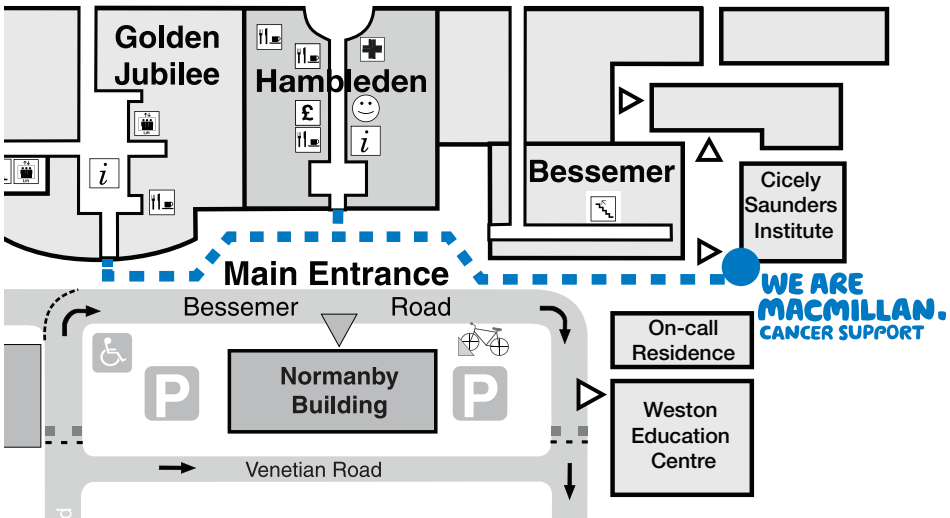 Golden
Jubilee
Hambleden
£
i
i
Bessemer
Cicely
Saunders
Institute
Main Entrance
WE ARE
MACMILLAN.
CANCER SUPPORT
Bessemer Road
On-call
Residence
P
Normanby
Building
P
Weston
Education
Centre
Venetian Road
d